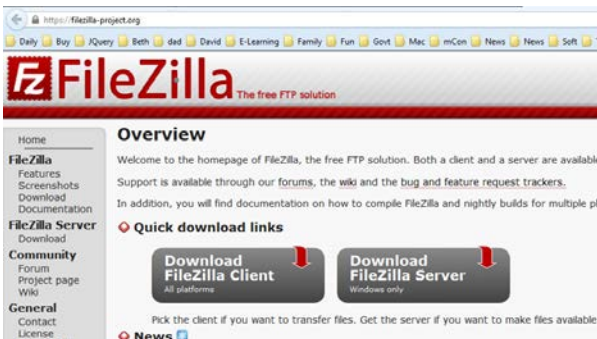 https://filezilla-project.org
Daily Buy JQuery Beth dad David E-Learning Family Fun Govt Mac mCon News News Soft
FileZilla
The free FTP solution
Home
FileZilla
Features
Screenshots
Download
Documentation
FileZilla Server
Download
Community
Forum
Project page
Wiki
General
Contact
License
Overview
Welcome to the homepage of FileZilla, the free FTP solution. Both a client and a server are available
Support is available through our forums, the wiki and the bug and feature request trackers.
In addition, you will find documentation on how to compile FileZilla and nightly builds for multiple
Quick download links
Download
FileZilla Client
All platforms
Download
FileZilla Server
Windows only
Pick the client if you want to transfer files. Get the server if you want to make files available
News